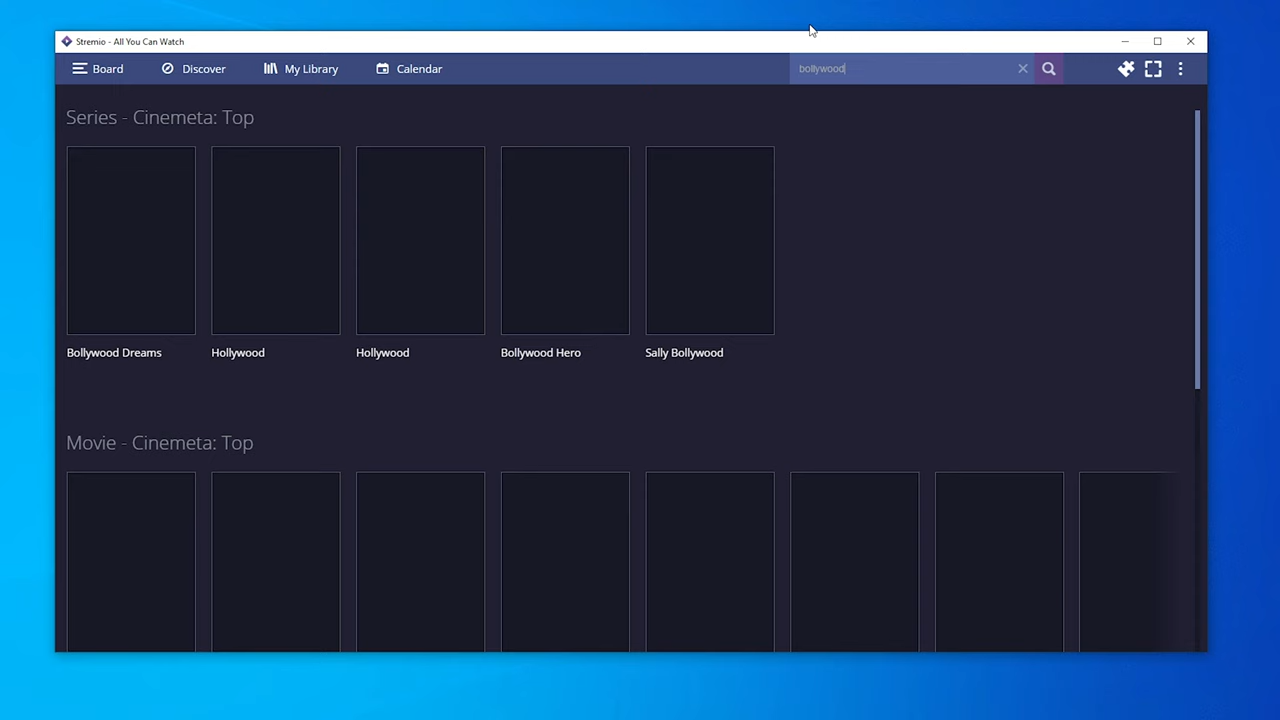 Stremio - All You Can Watch
Board Discover My Library Calendar bollywood
Series - Cinemeta: Top
Bollywood Dreams Hollywood Hollywood Bollywood Hero Sally Bollywood
Movie - Cinemeta: Top